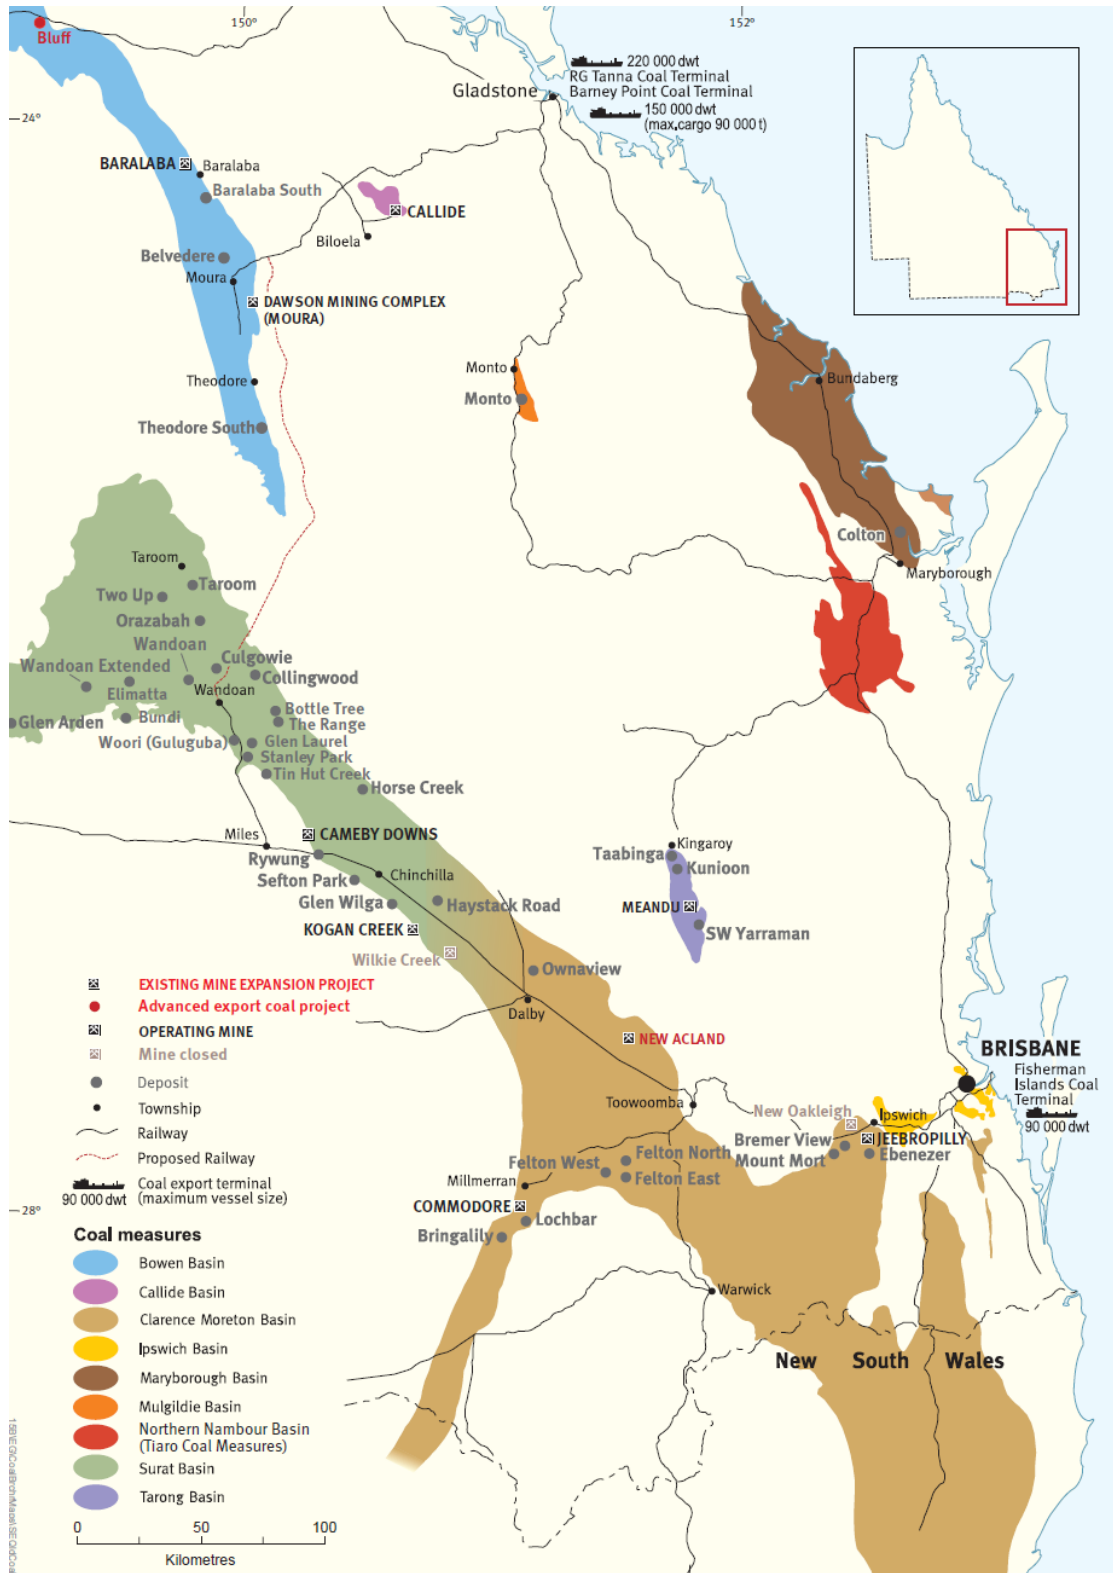 150°
152°
Bluff
220 000 dwt
RG Tanna Coal Terminal
Barney Point Coal Terminal
Gladstone
150 000 dwt
(max.cargo 90 000 t)
24°
BARALABA
Baralaba
Baralaba South
CALLIDE
Biloela
Belvedere
Moura
DAWSON MINING COMPLEX
(MOURA)
Monto
Monto
Bundaberg
Theodore
Theodore South
Colton
Maryborough
Taroom
Taroom
Two Up
Orazabah
Wandoan
Culgowie
Wandoan Extended
Collingwood
Elimatta
Wandoan
Bottle Tree
Glen Arden
Bundi
The Range
Woori (Guluguba)
Glen Laurel
Stanley Park
Tin Hut Creek
Horse Creek
Miles
CAMEBY DOWNS
Rywung
Chinchilla
Sefton Park
Glen Wilga
Haystack Road
KOGAN CREEK
Wilkie Creek
Kingaroy
Taabinga
Kunioon
MEANDU
SW Yarraman
Ownaview
Dalby
NEW ACLAND
BRISBANE
Fisherman
Islands Coal
Terminal
90 000 dwt
Toowoomba
New Oakleigh
Ipswich
JEEBROPILLY
Bremer View
Mount Mort
Ebenezer
Felton North
Felton West
Felton East
Millmerran
COMMODORE
Lochbar
Bringalily
28°
Warwick
New South Wales
EXISTING MINE EXPANSION PROJECT
Advanced export coal project
OPERATING MINE
Mine closed
Deposit
Township
Railway
Proposed Railway
Coal export terminal
90 000 dwt (maximum vessel size)
Coal measures
Bowen Basin
Callide Basin
Clarence Moreton Basin
Ipswich Basin
Maryborough Basin
Mulgildie Basin
Northern Nambour Basin
(Tiaro Coal Measures)
Surat Basin
Tarong Basin
0 50 100
Kilometres